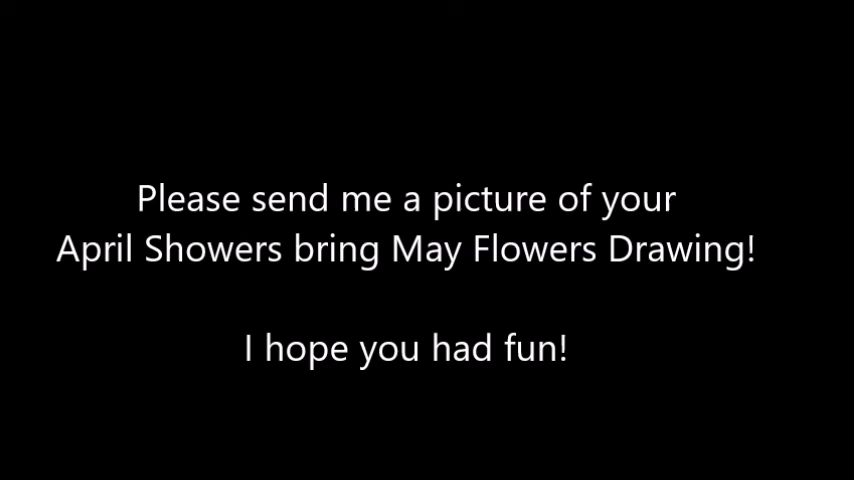 Please send me a picture of your
April Showers bring May Flowers Drawing!
I hope you had fun!